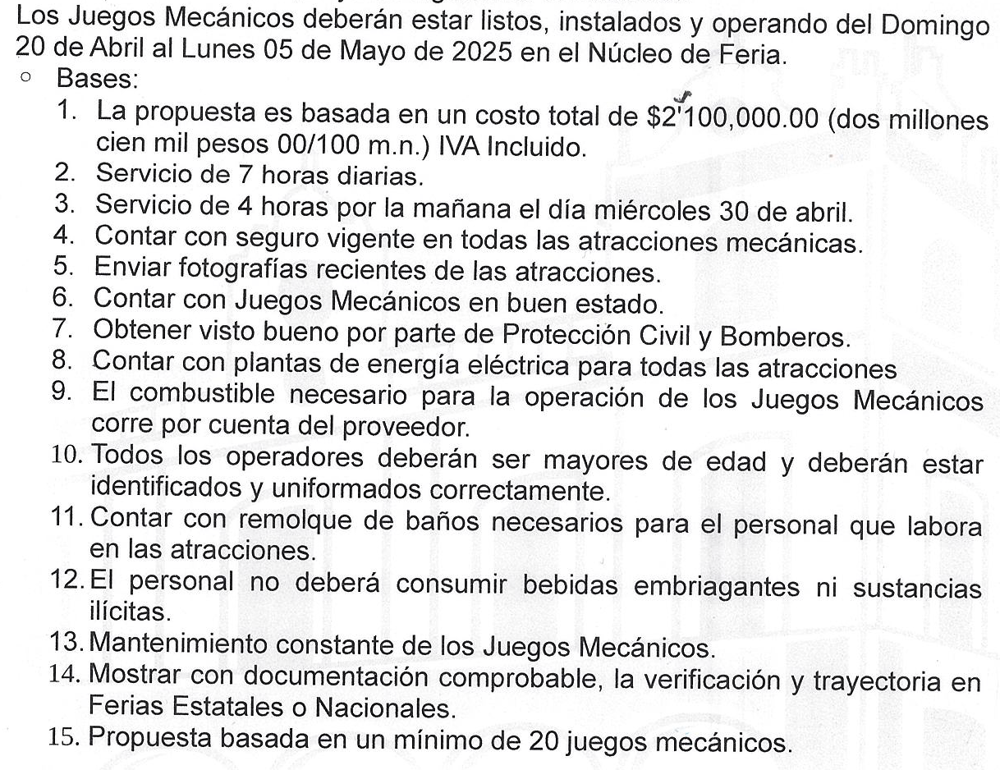 Los Juegos Mecánicos deberán estar listos, instalados y operando del Domingo
20 de Abril al Lunes 05 de Mayo de 2025 en el Núcleo de Feria.
○ Bases:
1. La propuesta es basada en un costo total de $2'100,000.00 (dos millones
cien mil pesos 00/100 m.n.) IVA Incluido.
2. Servicio de 7 horas diarias.
3. Servicio de 4 horas por la mañana el día miércoles 30 de abril.
4. Contar con seguro vigente en todas las atracciones mecánicas.
5. Enviar fotografías recientes de las atracciones.
6. Contar con Juegos Mecánicos en buen estado.
7. Obtener visto bueno por parte de Protección Civil y Bomberos.
8. Contar con plantas de energía eléctrica para todas las atracciones
9. El combustible necesario para la operación de los Juegos Mecánicos
corre por cuenta del proveedor.
10. Todos los operadores deberán ser mayores de edad y deberán estar
identificados y uniformados correctamente.
11. Contar con remolque de baños necesarios para el personal que labora
en las atracciones.
12. El personal no deberá consumir bebidas embriagantes ni sustancias
ilícitas.
13. Mantenimiento constante de los Juegos Mecánicos.
14. Mostrar con documentación comprobable, la verificación y trayectoria en
Ferias Estatales o Nacionales.
15. Propuesta basada en un mínimo de 20 juegos mecánicos.